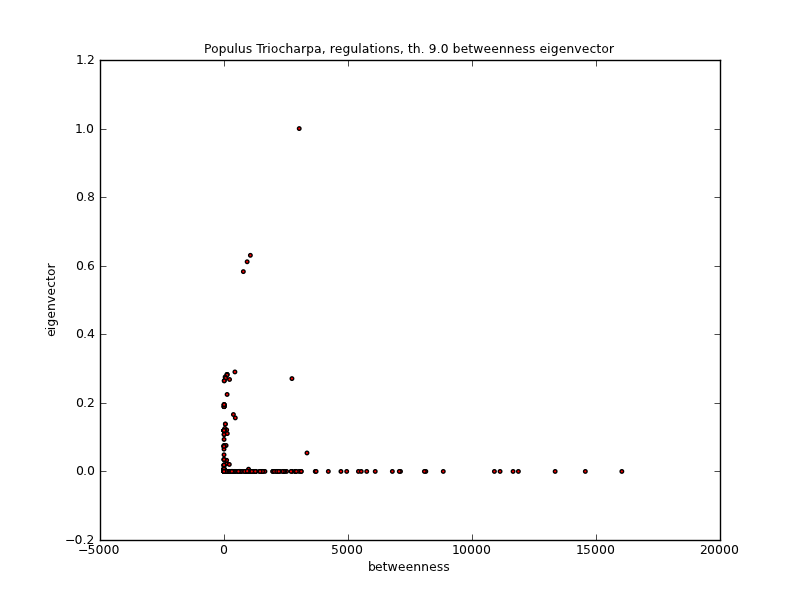 Populus Triocharpa, regulations, th. 9.0 betweenness eigenvector
1.2
1.0
0.8
0.6
0.4
0.2
0.0
−0.2
eigenvector
−5000 0 5000 10000 15000 20000
betweenness